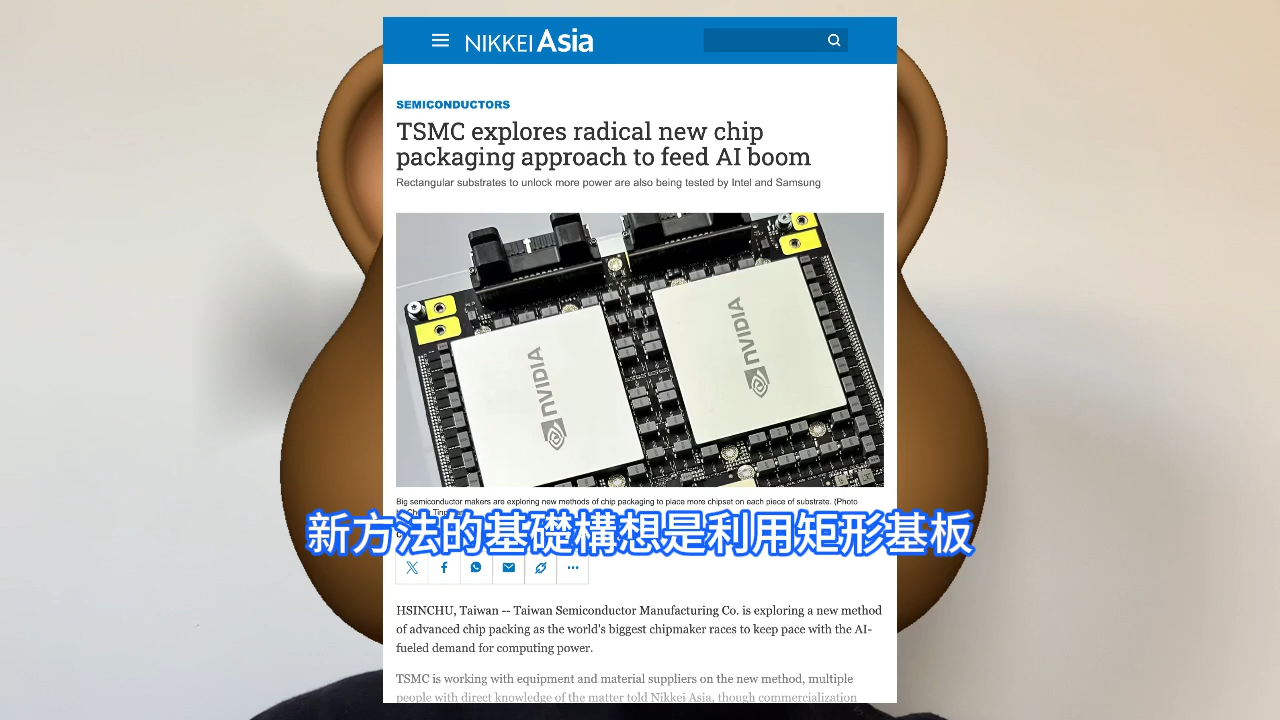 NIKKEI Asia
SEMICONDUCTORS
TSMC explores radical new chip
packaging approach to feed AI boom
Rectangular substrates to unlock more power are also being tested by Intel and Samsung
NVIDIA
NVIDIA
Big semiconductor makers are exploring new methods of chip packaging to place more chipset on each piece of substrate. (Photo
新方法的基礎構想是利用矩形基板
HSINCHU, Taiwan -- Taiwan Semiconductor Manufacturing Co. is exploring a new method
of advanced chip packing as the world's biggest chipmaker races to keep pace with the AI-
fueled demand for computing power.
TSMC is working with equipment and material suppliers on the new method, multiple
people with direct knowledge of the matter told Nikkei Asia, though commercialization